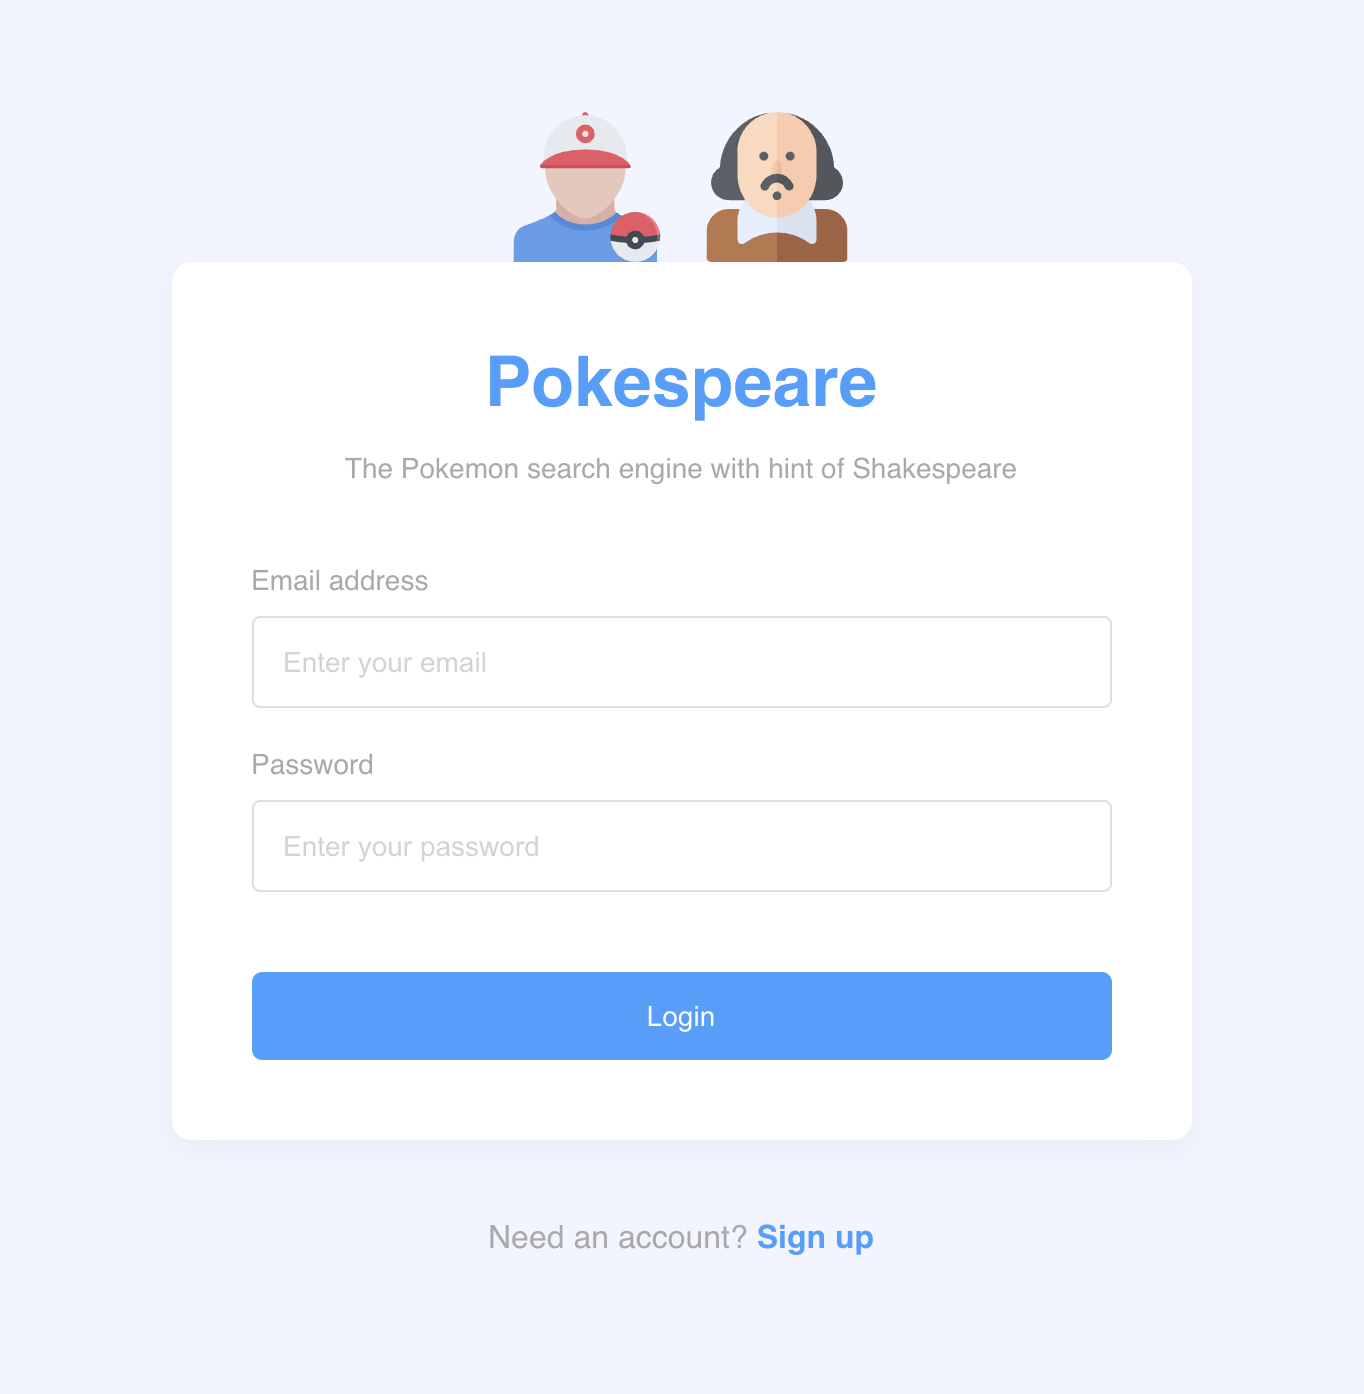 Pokespeare
The Pokemon search engine with hint of Shakespeare
Email address
Enter your email
Password
Enter your password
Login
Need an account? Sign up